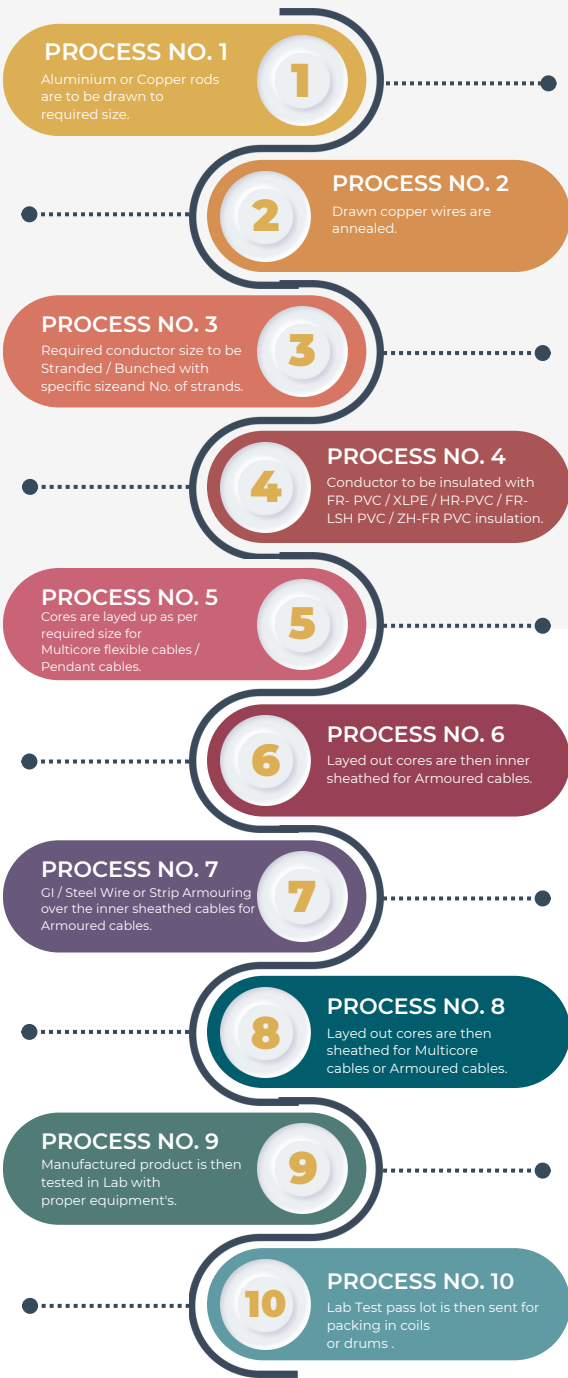 PROCESS NO. 1
Aluminium or Copper rods
are to be drawn to
required size.
1
PROCESS NO. 2
Drawn copper wires are
annealed.
2
PROCESS NO. 3
Required conductor size to be
Stranded / Bunched with
specific sizeand No. of strands.
3
PROCESS NO. 4
Conductor to be insulated with
FR- PVC / XLPE / HR-PVC / FR-
LSH PVC / ZH-FR PVC insulation.
4
PROCESS NO. 5
Cores are layed up as per
required size for
Multicore flexible cables /
Pendant cables.
5
PROCESS NO. 6
Layed out cores are then inner
sheathed for Armoured cables.
6
PROCESS NO. 7
GI / Steel Wire or Strip Armouring
over the inner sheathed cables for
Armoured cables.
7
PROCESS NO. 8
Layed out cores are then
sheathed for Multicore
cables or Armoured cables.
8
PROCESS NO. 9
Manufactured product is then
tested in Lab with
proper equipment's.
9
PROCESS NO. 10
Lab Test pass lot is then sent for
packing in coils
or drums .
10